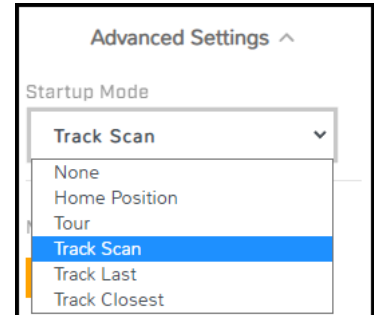 Advanced Settings ^
Startup Mode
Track Scan
None
Home Position
Tour
Track Scan
Track Last
Track Closest